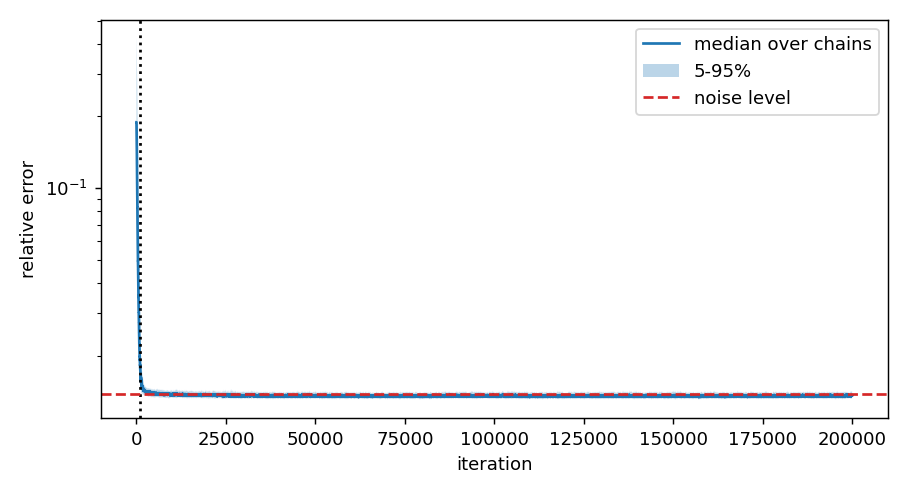 median over chains
5-95%
noise level
10⁻¹
relative error
0 25000 50000 75000 100000 125000 150000 175000 200000
iteration